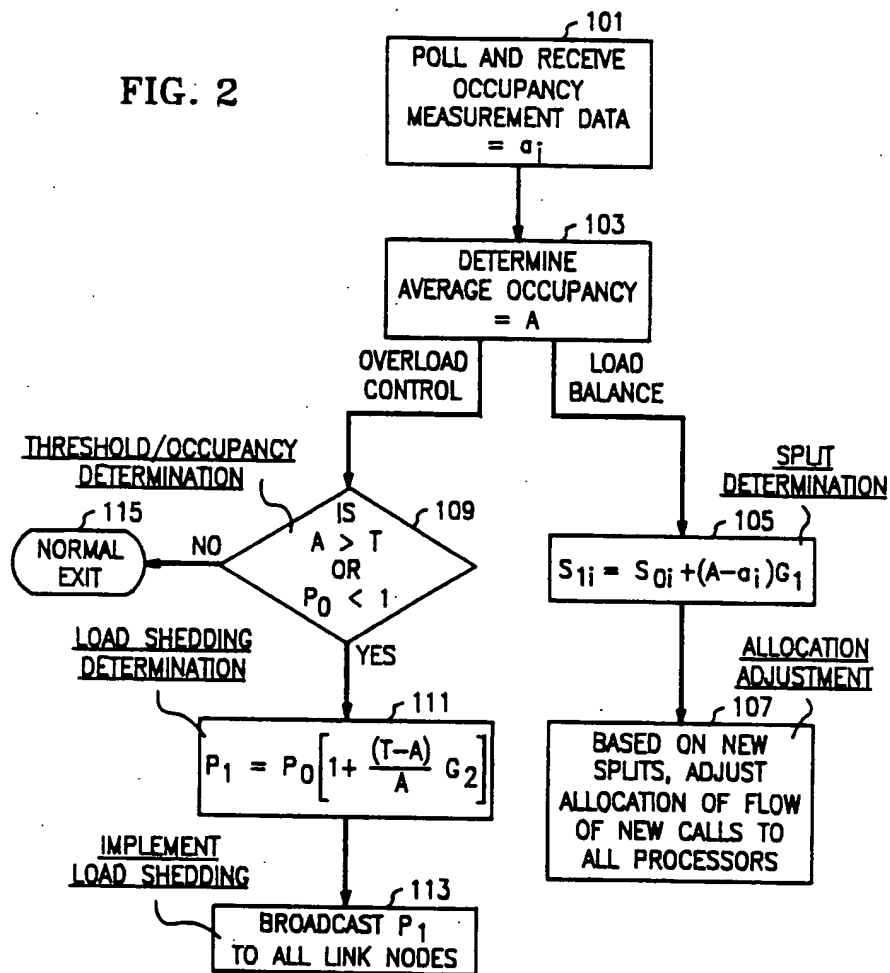 FIG. 2
101
POLL AND RECEIVE
OCCUPANCY
MEASUREMENT DATA
= ai
103
DETERMINE
AVERAGE OCCUPANCY
= A
OVERLOAD
CONTROL
LOAD
BALANCE
THRESHOLD/OCCUPANCY
DETERMINATION
115
NORMAL
EXIT
NO
109
IS
A > T
OR
P0 < 1
YES
SPLIT
DETERMINATION
105
S1i = S0i+(A-ai)G1
LOAD SHEDDING
DETERMINATION
111
P1 = P0[1+ (T-A)/A G2]
ALLOCATION
ADJUSTMENT
107
BASED ON NEW
SPLITS, ADJUST
ALLOCATION OF FLOW
OF NEW CALLS TO
ALL PROCESSORS
IMPLEMENT
LOAD SHEDDING
113
BROADCAST P1
TO ALL LINK NODES